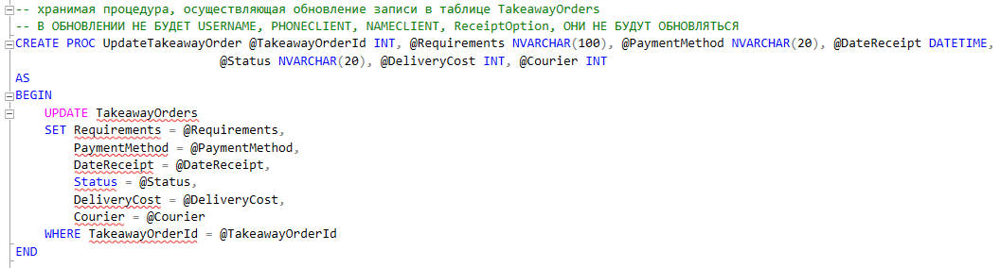 -- хранимая процедура, осуществляющая обновление записи в таблице TakeawayOrders
-- В ОБНОВЛЕНИИ НЕ БУДЕТ USERNAME, PHONECLIENT, NAMECLIENT, ReceiptOption, ОНИ НЕ БУДУТ ОБНОВЛЯТЬСЯ
CREATE PROC UpdateTakeawayOrder @TakeawayOrderId INT, @Requirements NVARCHAR(100), @PaymentMethod NVARCHAR(20), @DateReceipt DATETIME,
@Status NVARCHAR(20), @DeliveryCost INT, @Courier INT
AS
BEGIN
UPDATE TakeawayOrders
SET Requirements = @Requirements,
PaymentMethod = @PaymentMethod,
DateReceipt = @DateReceipt,
Status = @Status,
DeliveryCost = @DeliveryCost,
Courier = @Courier
WHERE TakeawayOrderId = @TakeawayOrderId
END